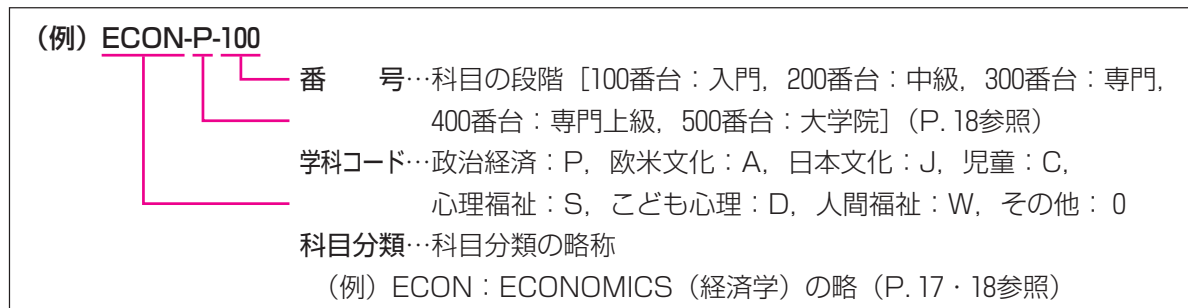 (例)ECON-P-100
番　　号…科目の段階［100番台：入門，200番台：中級，300番台：専門，
400番台：専門上級，500番台：大学院］（P. 18参照）
学科コード…政治経済：P，欧米文化：A，日本文化：J，児童：C，
心理福祉：S，こども心理：D，人間福祉：W，その他：0
科目分類…科目分類の略称
（例）ECON：ECONOMICS（経済学）の略（P. 17・18参照）